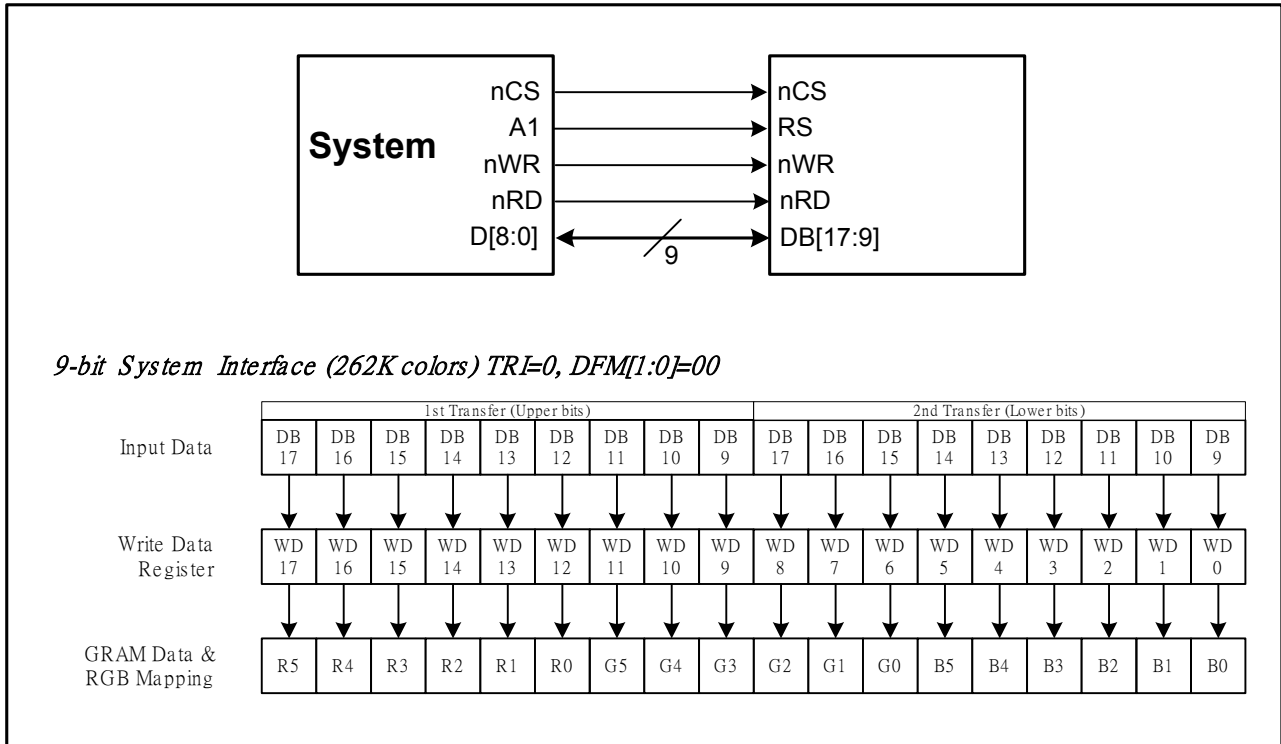 nCS nCS
System A1 RS
nWR nWR
nRD nRD
D[8:0] 9 DB[17:9]
9-bit System Interface (262K colors) TRI=0, DFM[1:0]=00
1st Transfer (Upper bits) 2nd Transfer (Lower bits)
Input Data DB 17 DB 16 DB 15 DB 14 DB 13 DB 12 DB 11 DB 10 DB 9 DB 17 DB 16 DB 15 DB 14 DB 13 DB 12 DB 11 DB 10 DB 9
Write Data Register WD 17 WD 16 WD 15 WD 14 WD 13 WD 12 WD 11 WD 10 WD 9 WD 8 WD 7 WD 6 WD 5 WD 4 WD 3 WD 2 WD 1 WD 0
GRAM Data & RGB Mapping R5 R4 R3 R2 R1 R0 G5 G4 G3 G2 G1 G0 B5 B4 B3 B2 B1 B0